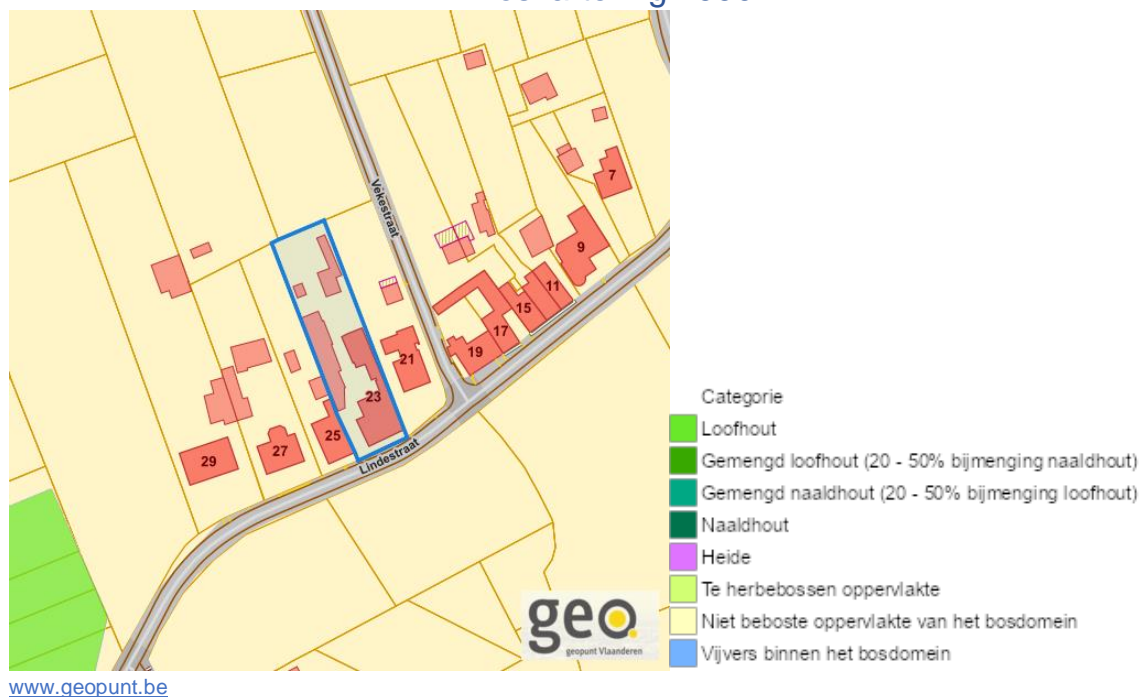 Vekestraat
7
9
11
15
17
19
21
23
25
27
29
Lindestraat
geo.
geopunt Vlaanderen
Categorie
Loofhout
Gemengd loofhout (20 - 50% bijmenging naaldhout)
Gemengd naaldhout (20 - 50% bijmenging loofhout)
Naaldhout
Heide
Te herbebossen oppervlakte
Niet beboste oppervlakte van het bosdomein
Vijvers binnen het bosdomein
www.geopunt.be